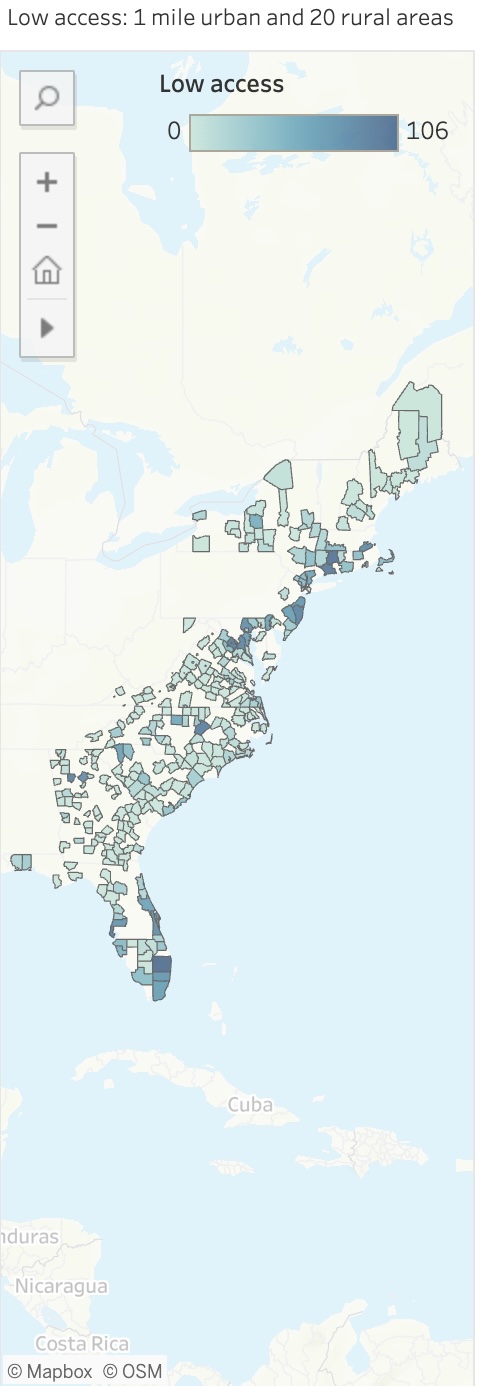 Low access: 1 mile urban and 20 rural areas
Low access
0 106
Cuba
nduras
Nicaragua
Costa Rica
© Mapbox © OSM